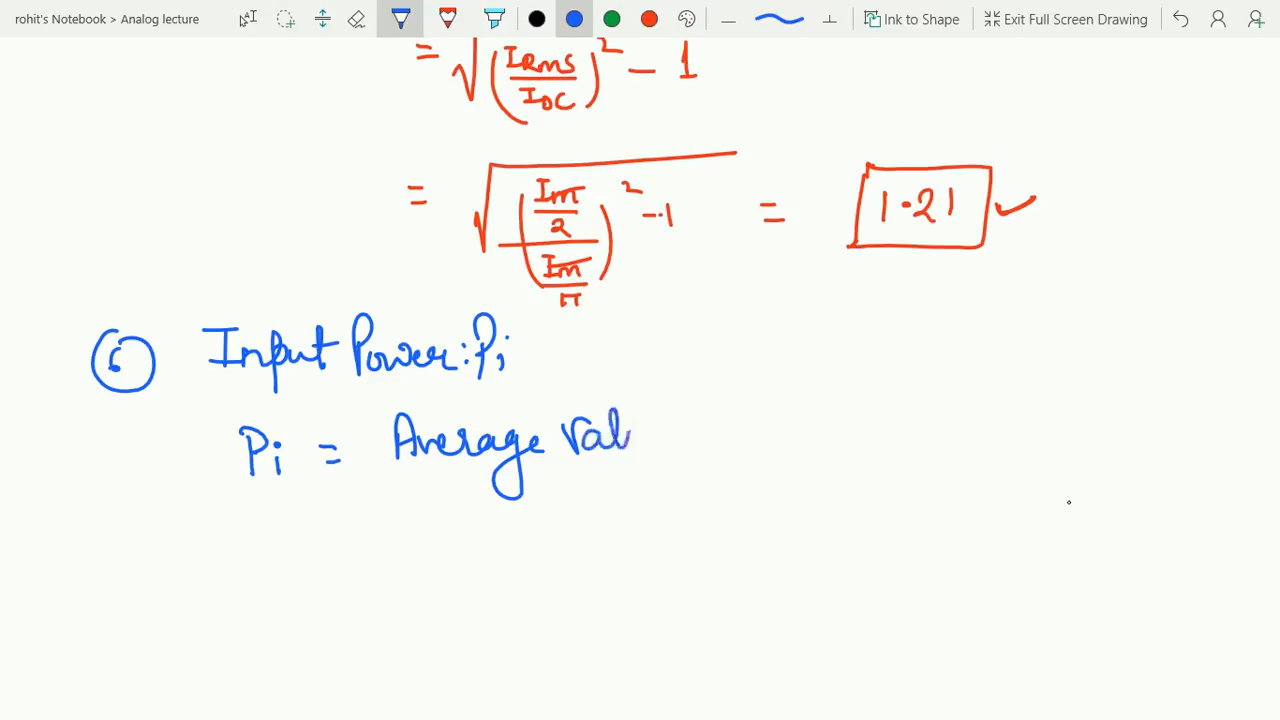 rohit's Notebook > Analog lecture
Ink to Shape
Exit Full Screen Drawing
= √(IRMS/IDC)² - 1
= √((Im/2)/(Im/π))² - 1 = 1.21 ✓
6 Input Power: Pi
Pi = Average Val